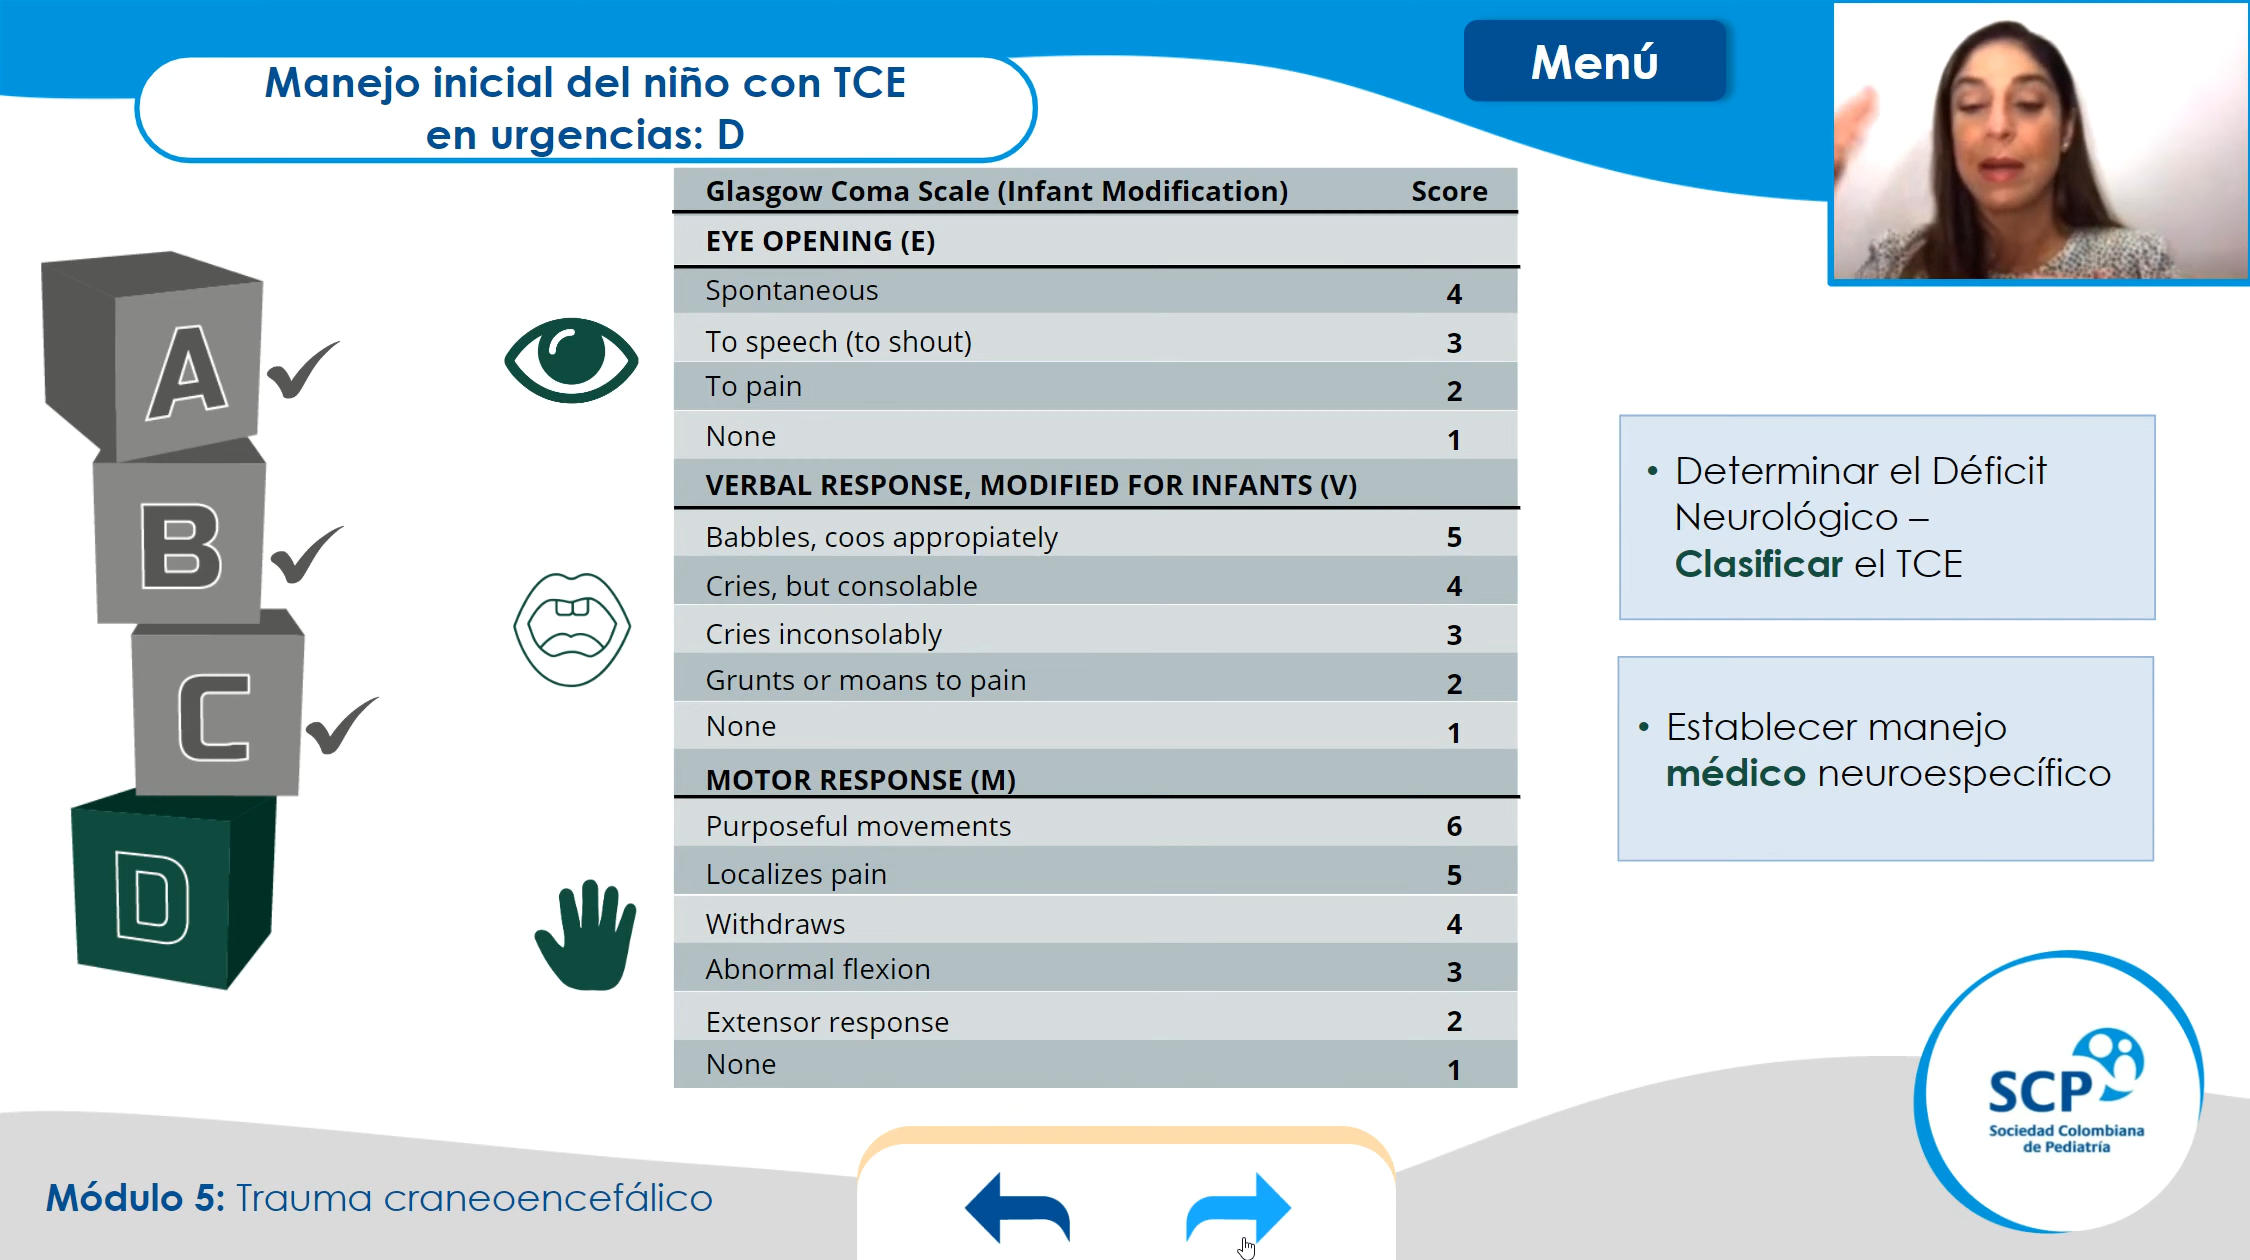 Manejo inicial del niño con TCE
en urgencias: D
Menú
A
B
C
D
Glasgow Coma Scale (Infant Modification) Score
EYE OPENING (E)
Spontaneous 4
To speech (to shout) 3
To pain 2
None 1
VERBAL RESPONSE, MODIFIED FOR INFANTS (V)
Babbles, coos appropiately 5
Cries, but consolable 4
Cries inconsolably 3
Grunts or moans to pain 2
None 1
MOTOR RESPONSE (M)
Purposeful movements 6
Localizes pain 5
Withdraws 4
Abnormal flexion 3
Extensor response 2
None 1
• Determinar el Déficit
Neurológico –
Clasificar el TCE
• Establecer manejo
médico neuroespecífico
SCP
Sociedad Colombiana
de Pediatría
Módulo 5: Trauma craneoencefálico